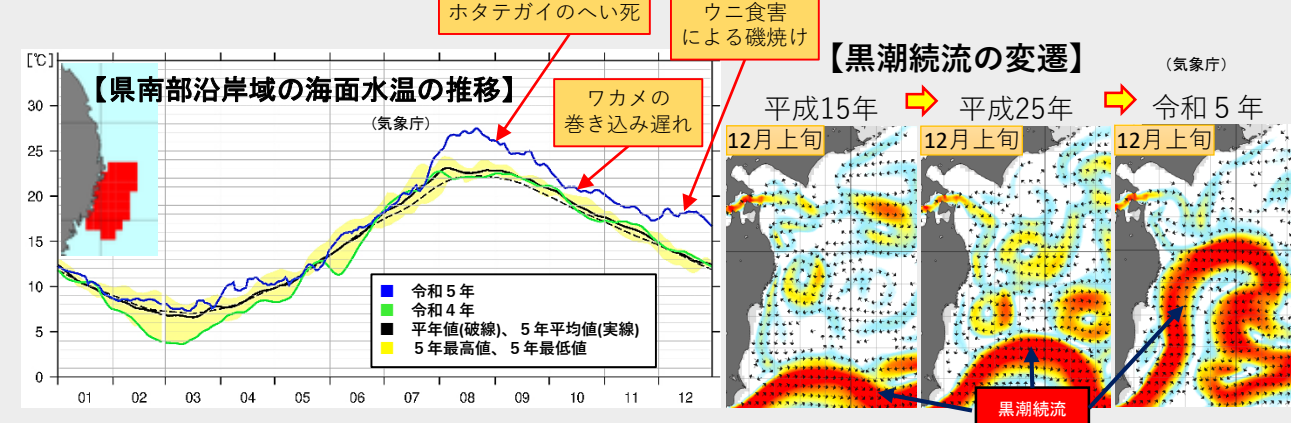 ホタテガイのへい死
ウニ食害
による磯焼け
[℃]
【県南部沿岸域の海面水温の推移】
(気象庁)
ワカメの
巻き込み遅れ
30
25
20
15
10
5
0
01 02 03 04 05 06 07 08 09 10 11 12
令和５年
令和４年
平年値(破線)、５年平均値(実線)
５年最高値、５年最低値
【黒潮続流の変遷】
(気象庁)
平成15年
平成25年
令和５年
12月上旬
12月上旬
12月上旬
黒潮続流